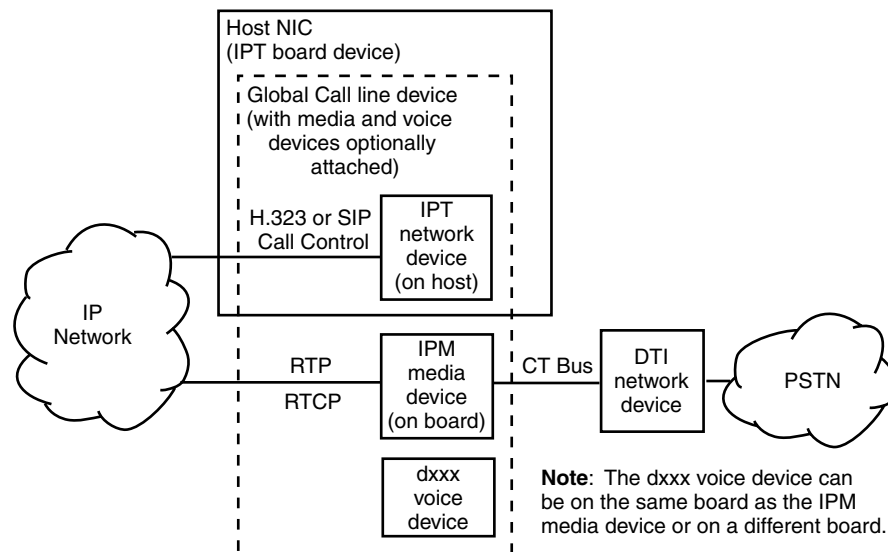 Host NIC
(IPT board device)
Global Call line device
(with media and voice
devices optionally
attached)
H.323 or SIP
Call Control
IPT
network
device
(on host)
IP
Network
RTP
RTCP
IPM
media
device
(on board)
CT Bus
DTI
network
device
PSTN
dxxx
voice
device
Note: The dxxx voice device can
be on the same board as the IPM
media device or on a different board.